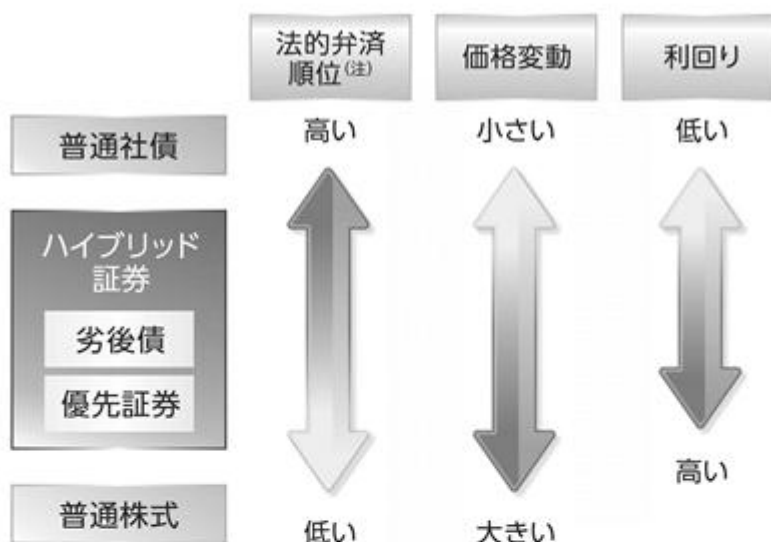 法的弁済
順位(注)
価格変動
利回り
普通社債
高い
小さい
低い
ハイブリッド
証券
劣後債
優先証券
高い
普通株式
低い
大きい